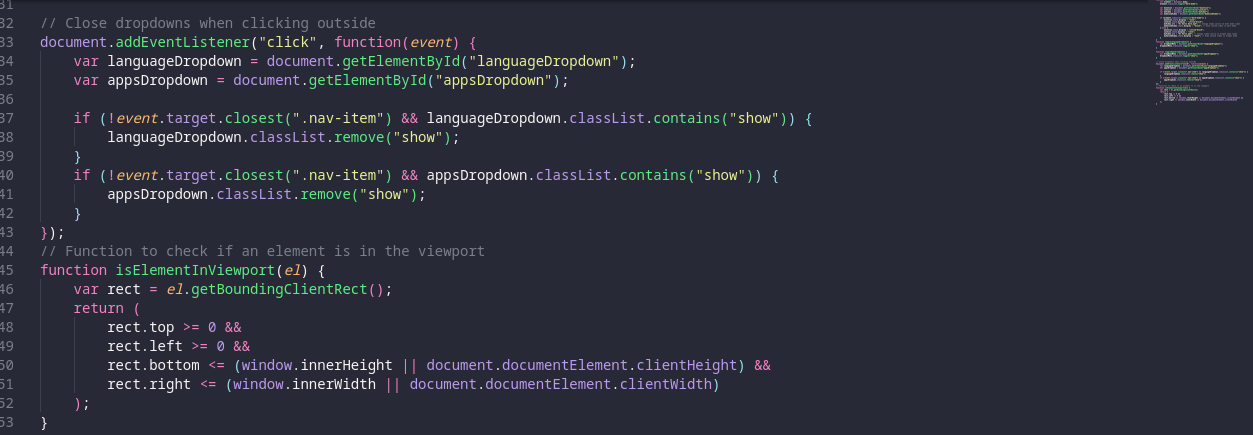 31
32 // Close dropdowns when clicking outside
33 document.addEventListener("click", function(event) {
34     var languageDropdown = document.getElementById("languageDropdown");
35     var appsDropdown = document.getElementById("appsDropdown");
36
37     if (!event.target.closest(".nav-item") && languageDropdown.classList.contains("show")) {
38         languageDropdown.classList.remove("show");
39     }
40     if (!event.target.closest(".nav-item") && appsDropdown.classList.contains("show")) {
41         appsDropdown.classList.remove("show");
42     }
43 });
44 // Function to check if an element is in the viewport
45 function isElementInViewport(el) {
46     var rect = el.getBoundingClientRect();
47     return (
48         rect.top >= 0 &&
49         rect.left >= 0 &&
50         rect.bottom <= (window.innerHeight || document.documentElement.clientHeight) &&
51         rect.right <= (window.innerWidth || document.documentElement.clientWidth)
52     );
53 }